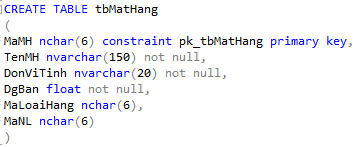 CREATE TABLE tbMatHang
(
MaMH nchar(6) constraint pk_tbMatHang primary key,
TenMH nvarchar(150) not null,
DonViTinh nvarchar(20) not null,
DgBan float not null,
MaLoaiHang nchar(6),
MaNL nchar(6)
)